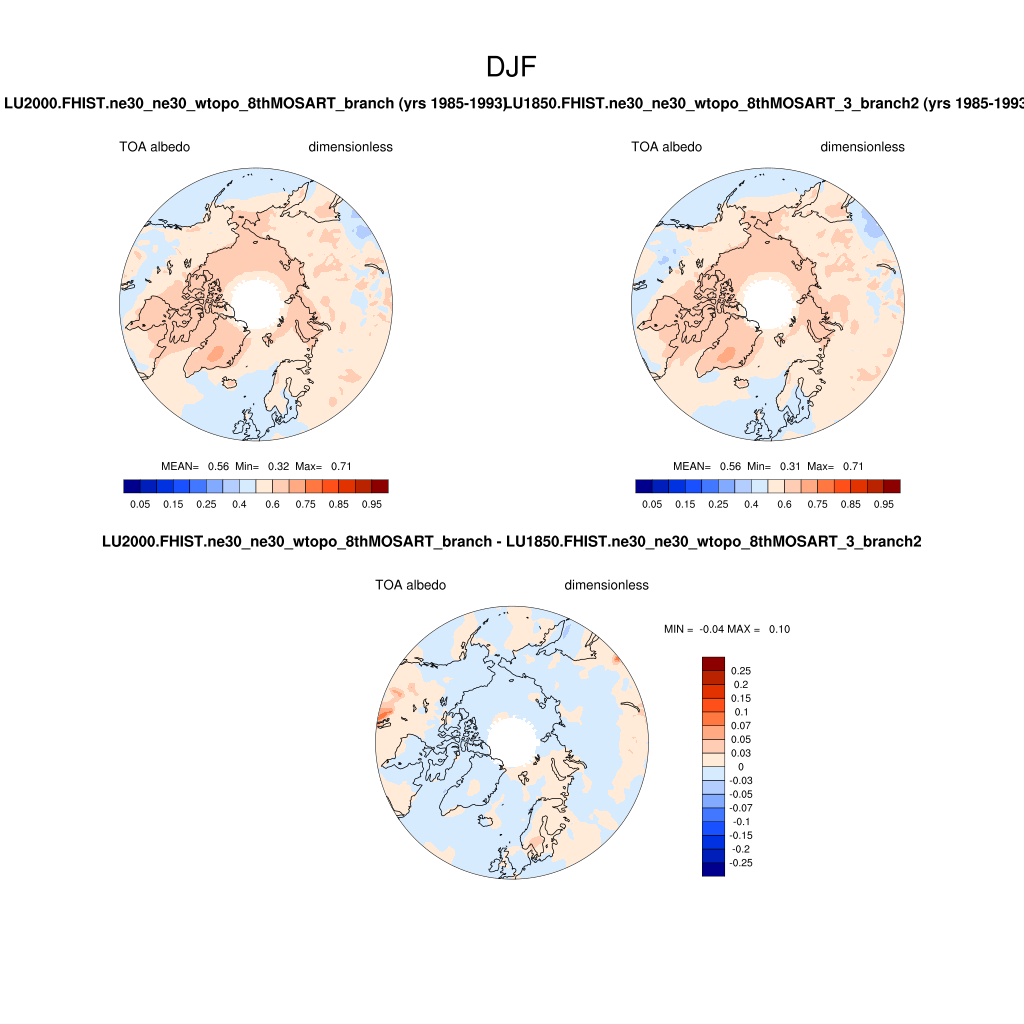 DJF
LU2000.FHIST.ne30_ne30_wtopo_8thMOSART_branch (yrs 1985-1993)
LU1850.FHIST.ne30_ne30_wtopo_8thMOSART_3_branch2 (yrs 1985-1993
TOA albedo dimensionless
TOA albedo dimensionless
MEAN= 0.56 Min= 0.32 Max= 0.71
MEAN= 0.56 Min= 0.31 Max= 0.71
0.05 0.15 0.25 0.4 0.6 0.75 0.85 0.95
0.05 0.15 0.25 0.4 0.6 0.75 0.85 0.95
LU2000.FHIST.ne30_ne30_wtopo_8thMOSART_branch - LU1850.FHIST.ne30_ne30_wtopo_8thMOSART_3_branch2
TOA albedo dimensionless
MIN = -0.04 MAX = 0.10
0.25
0.2
0.15
0.1
0.07
0.05
0.03
0
-0.03
-0.05
-0.07
-0.1
-0.15
-0.2
-0.25